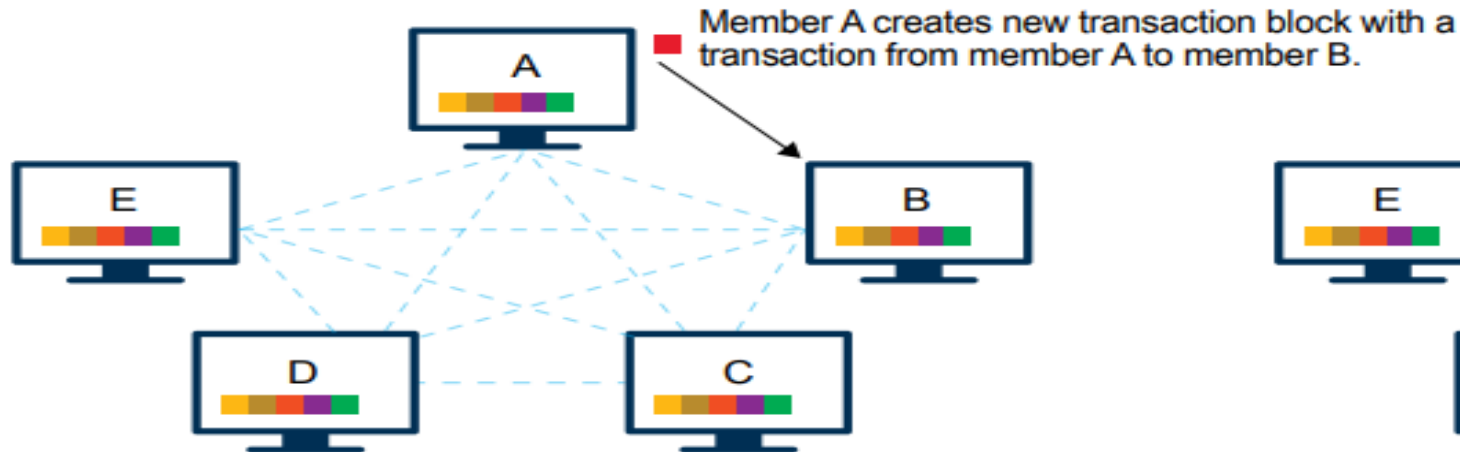 Member A creates new transaction block with a
transaction from member A to member B.
A
E
B
E
D
C